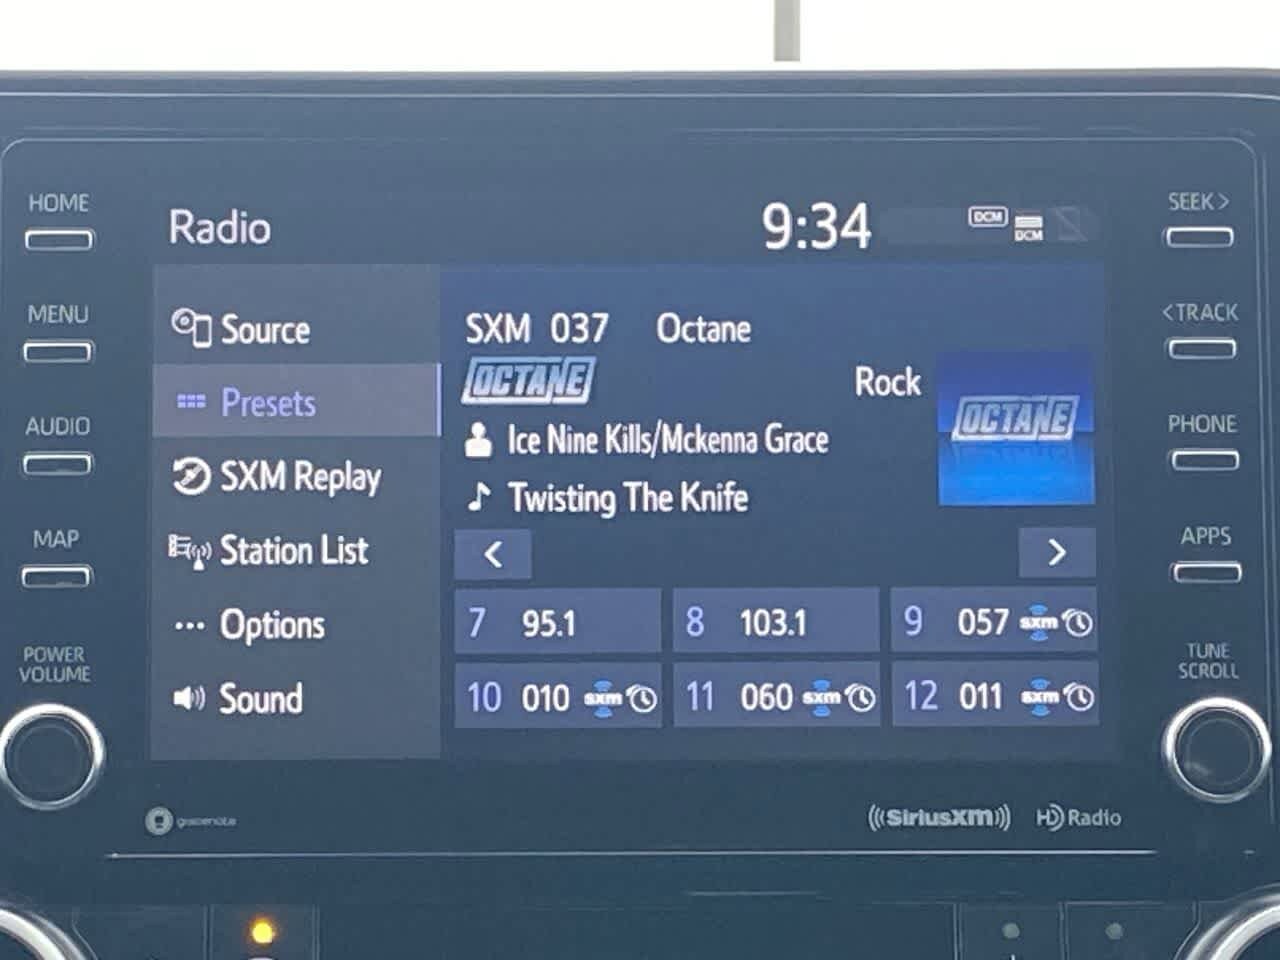 HOME
MENU
AUDIO
MAP
POWER
VOLUME
Radio
9:34
DCM
DCM
Source
Presets
SXM Replay
Station List
Options
Sound
SXM 037 Octane
OCTANE
Rock
OCTANE
Ice Nine Kills/Mckenna Grace
Twisting The Knife
<
>
7 95.1
8 103.1
9 057 sxm
10 010 sxm
11 060 sxm
12 011 sxm
SEEK >
< TRACK
PHONE
APPS
TUNE
SCROLL
gracenote
((SiriusXM))
HD Radio